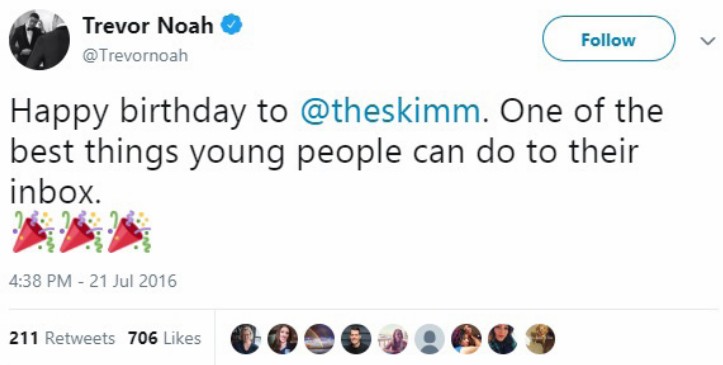 Trevor Noah
@Trevornoah
Follow
Happy birthday to @theskimm. One of the
best things young people can do to their
inbox.
🎉🎉🎉
4:38 PM - 21 Jul 2016
211 Retweets 706 Likes